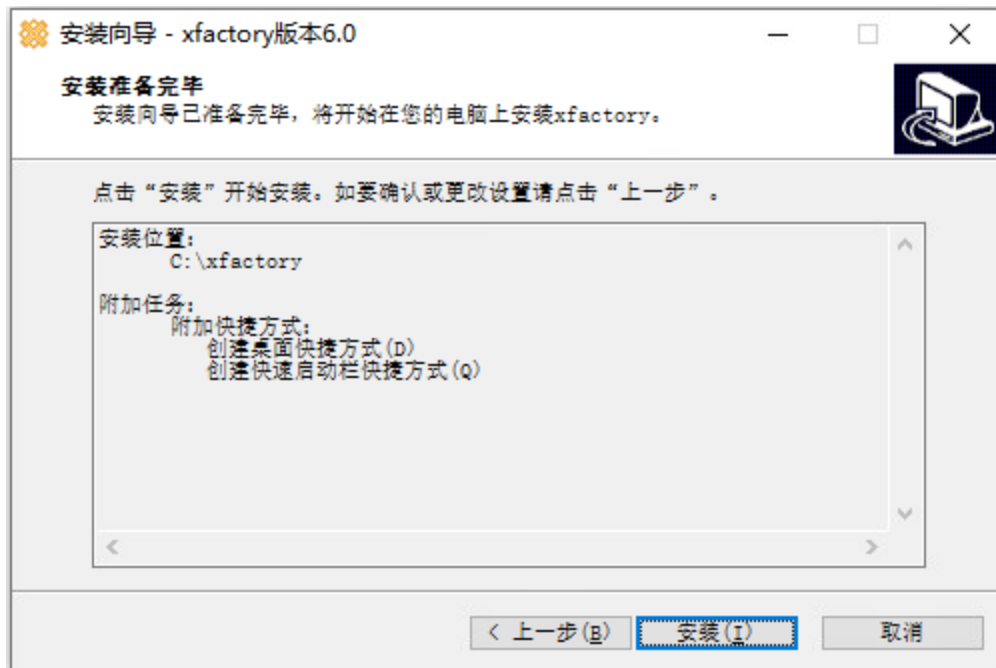 安装向导 - xfactory版本6.0
安装准备完毕
安装向导已准备完毕，将开始在您的电脑上安装xfactory。
点击“安装”开始安装。如要确认或更改设置请点击“上一步”。
安装位置:
C:\xfactory
附加任务:
附加快捷方式:
创建桌面快捷方式(D)
创建快速启动栏快捷方式(Q)
< 上一步(B)
安装(I)
取消